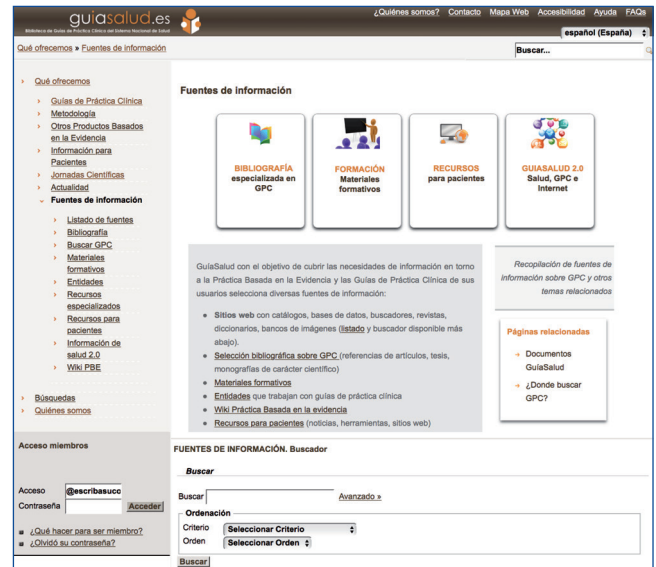 guiasalud.es
Biblioteca de Guías de Práctica Clínica del Sistema Nacional de Salud
¿Quiénes somos? Contacto Mapa Web Accesibilidad Ayuda FAQs
español (España)
Qué ofrecemos » Fuentes de información
Buscar...
Qué ofrecemos
Guías de Práctica Clínica
Metodología
Otros Productos Basados
en la Evidencia
Información para
Pacientes
Jornadas Científicas
Actualidad
Fuentes de información
Listado de fuentes
Bibliografía
Buscar GPC
Materiales
formativos
Entidades
Recursos
especializados
Recursos para
pacientes
Información de
salud 2.0
Wiki PBE
Búsquedas
Quiénes somos
Acceso miembros
Acceso @escribasuco
Contraseña Acceder
¿Qué hacer para ser miembro?
¿Olvidó su contraseña?
Fuentes de información
BIBLIOGRAFÍA
especializada en
GPC
FORMACIÓN
Materiales
formativos
RECURSOS
para pacientes
GUIASALUD 2.0
Salud, GPC e
Internet
GuíaSalud con el objetivo de cubrir las necesidades de información en torno
a la Práctica Basada en la Evidencia y las Guías de Práctica Clínica de sus
usuarios selecciona diversas fuentes de información:
Sitios web con catálogos, bases de datos, buscadores, revistas,
diccionarios, bancos de imágenes (listado y buscador disponible más
abajo).
Selección bibliográfica sobre GPC (referencias de artículos, tesis,
monografías de carácter científico)
Materiales formativos
Entidades que trabajan con guías de práctica clínica
Wiki Práctica Basada en la evidencia
Recursos para pacientes (noticias, herramientas, sitios web)
Recopilación de fuentes de
información sobre GPC y otros
temas relacionados
Páginas relacionadas
Documentos
GuíaSalud
¿Donde buscar
GPC?
FUENTES DE INFORMACIÓN. Buscador
Buscar
Buscar Avanzado »
Ordenación
Criterio Seleccionar Criterio
Orden Seleccionar Orden
Buscar